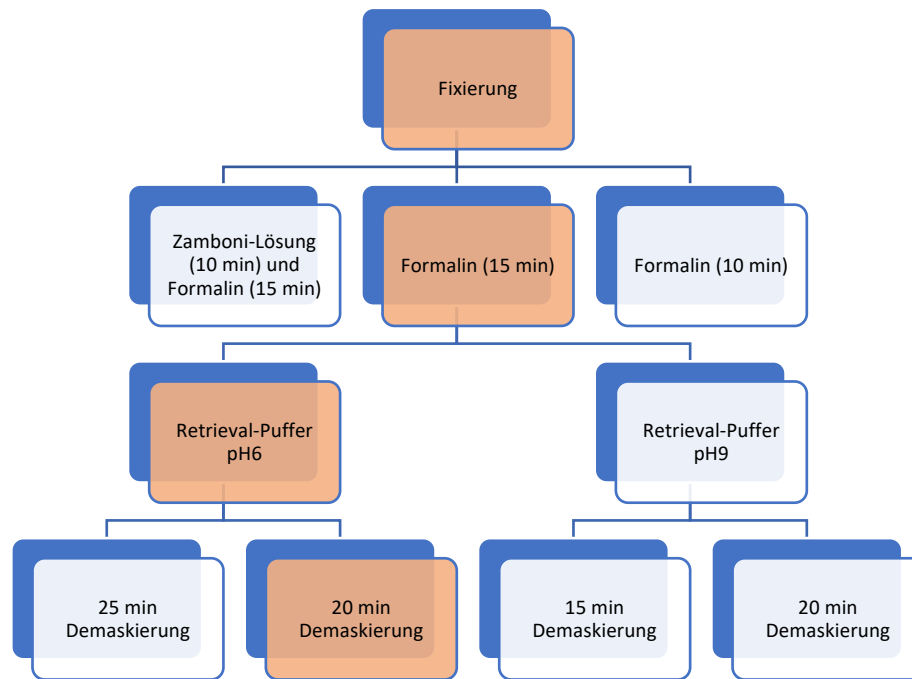 Fixierung
Zamboni-Lösung
(10 min) und
Formalin (15 min)
Formalin (15 min)
Formalin (10 min)
Retrieval-Puffer
pH6
Retrieval-Puffer
pH9
25 min
Demaskierung
20 min
Demaskierung
15 min
Demaskierung
20 min
Demaskierung